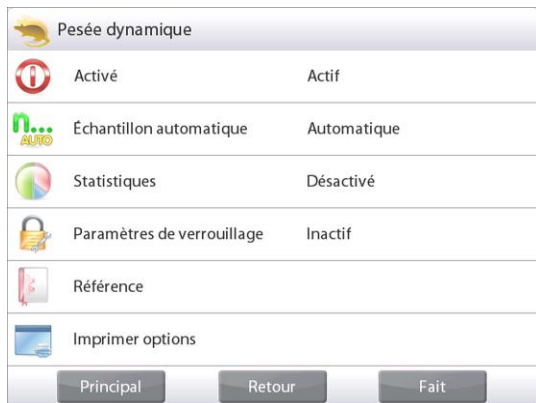 Pesée dynamique
Activé Actif
n... AUTO Échantillon automatique Automatique
Statistiques Désactivé
Paramètres de verrouillage Inactif
Référence
Imprimer options
Principal Retour Fait